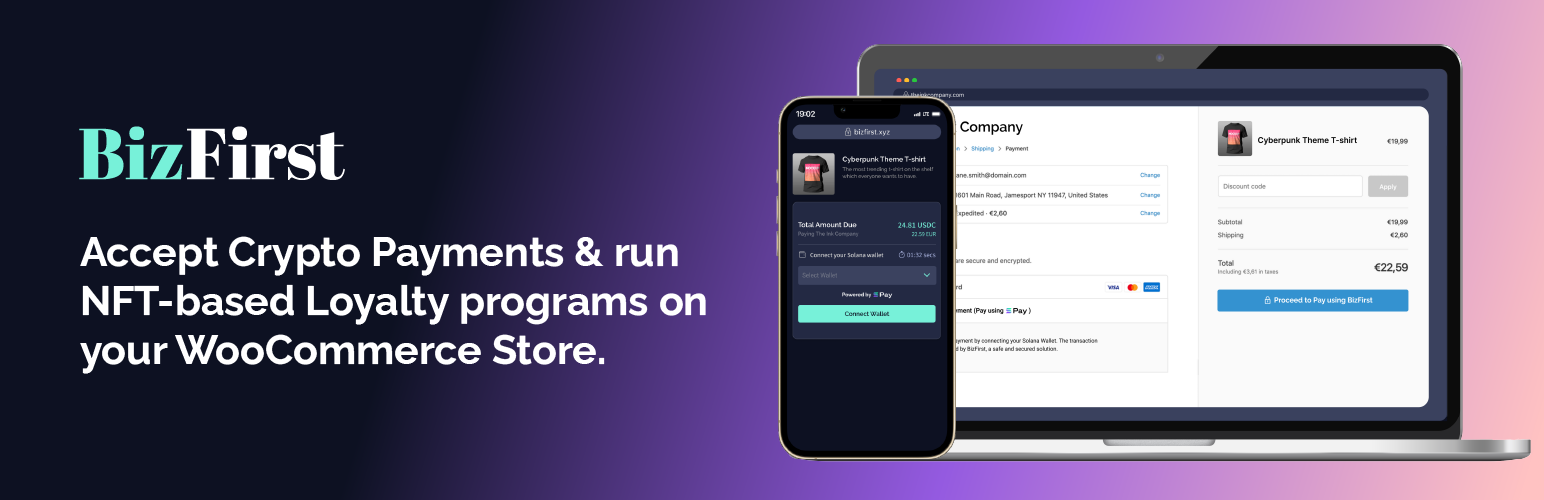 BizFirst
Accept Crypto Payments & run
NFT-based Loyalty programs on
your WooCommerce Store.
19:02
LTE
bizfirst.xyz
Cyberpunk Theme T-shirt
The most trending t-shirt on the shelf
which everyone wants to have
Total Amount Due
24.81 USDC
Paying The Ink Company
22.59 EUR
Connect your Solana wallet
01:32 secs
Select Wallet
Powered by Pay
Connect Wallet
theinkcompany.com
Company
> Shipping > Payment
ane.smith@domain.com
Change
0601 Main Road, Jamesport NY 11947, United States
Change
Expedited · €2,60
Change
are secure and encrypted.
rd
VISA
yment (Pay using Pay )
ayment by connecting your Solana Wallet. The transaction
d by BizFirst, a safe and secured solution.
Cyberpunk Theme T-shirt
€19,99
Discount code
Apply
Subtotal
€19,99
Shipping
€2,60
Total
Including €3,61 in taxes
€22,59
Proceed to Pay using BizFirst